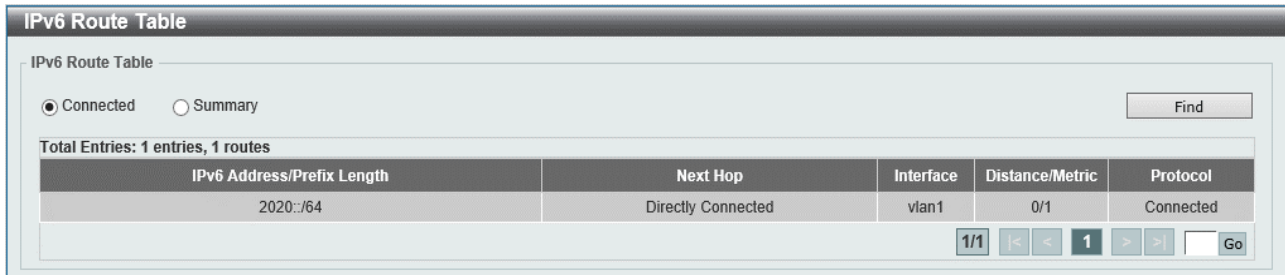 IPv6 Route Table
IPv6 Route Table
Connected Summary Find
Total Entries: 1 entries, 1 routes
IPv6 Address/Prefix Length Next Hop Interface Distance/Metric Protocol
2020::/64 Directly Connected vlan1 0/1 Connected
1/1 |< < 1 > >| Go